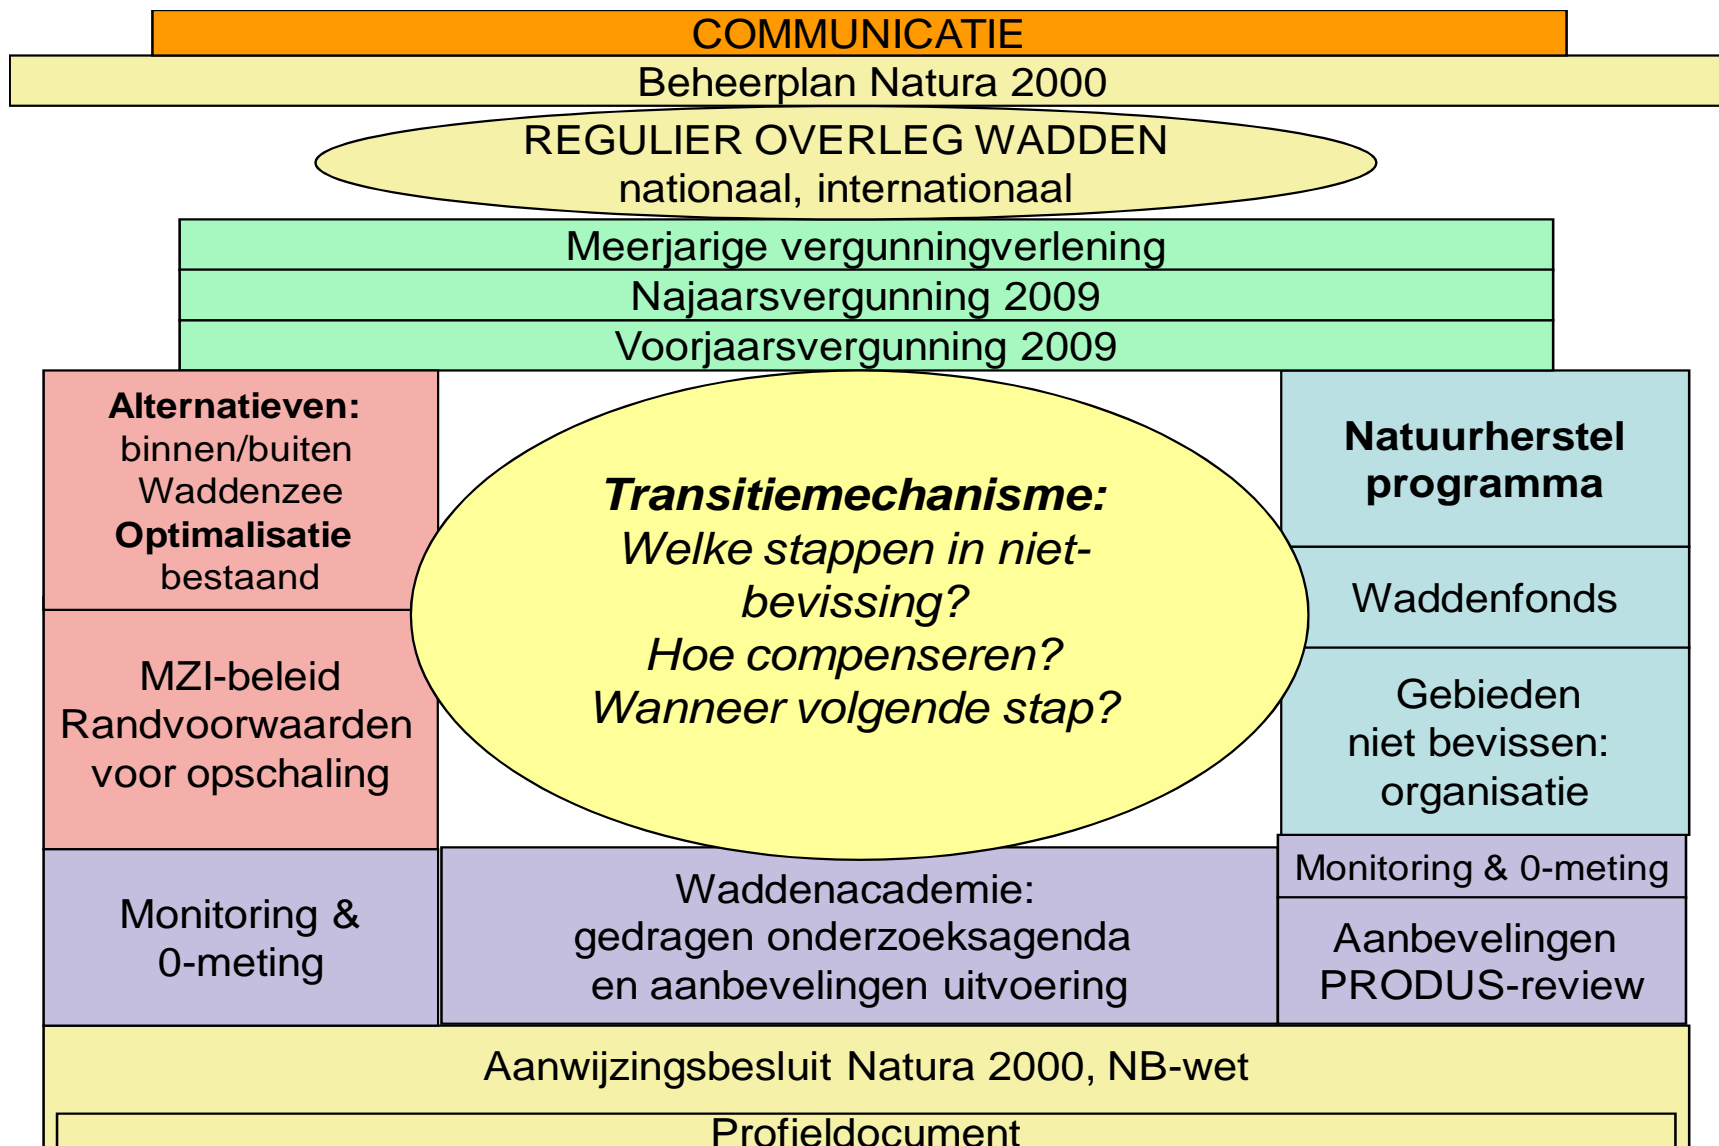 COMMUNICATIE
Beheerplan Natura 2000
REGULIER OVERLEG WADDEN
nationaal, internationaal
Meerjarige vergunningverlening
Najaarsvergunning 2009
Voorjaarsvergunning 2009
Alternatieven:
binnen/buiten
Waddenzee
Optimalisatie
bestaand
MZI-beleid
Randvoorwaarden
voor opschaling
Monitoring &
0-meting
Transitiemechanisme:
Welke stappen in niet-
bevissing?
Hoe compenseren?
Wanneer volgende stap?
Waddenacademie:
gedragen onderzoeksagenda
en aanbevelingen uitvoering
Natuurherstel
programma
Waddenfonds
Gebieden
niet bevissen:
organisatie
Monitoring & 0-meting
Aanbevelingen
PRODUS-review
Aanwijzingsbesluit Natura 2000, NB-wet
Profieldocument